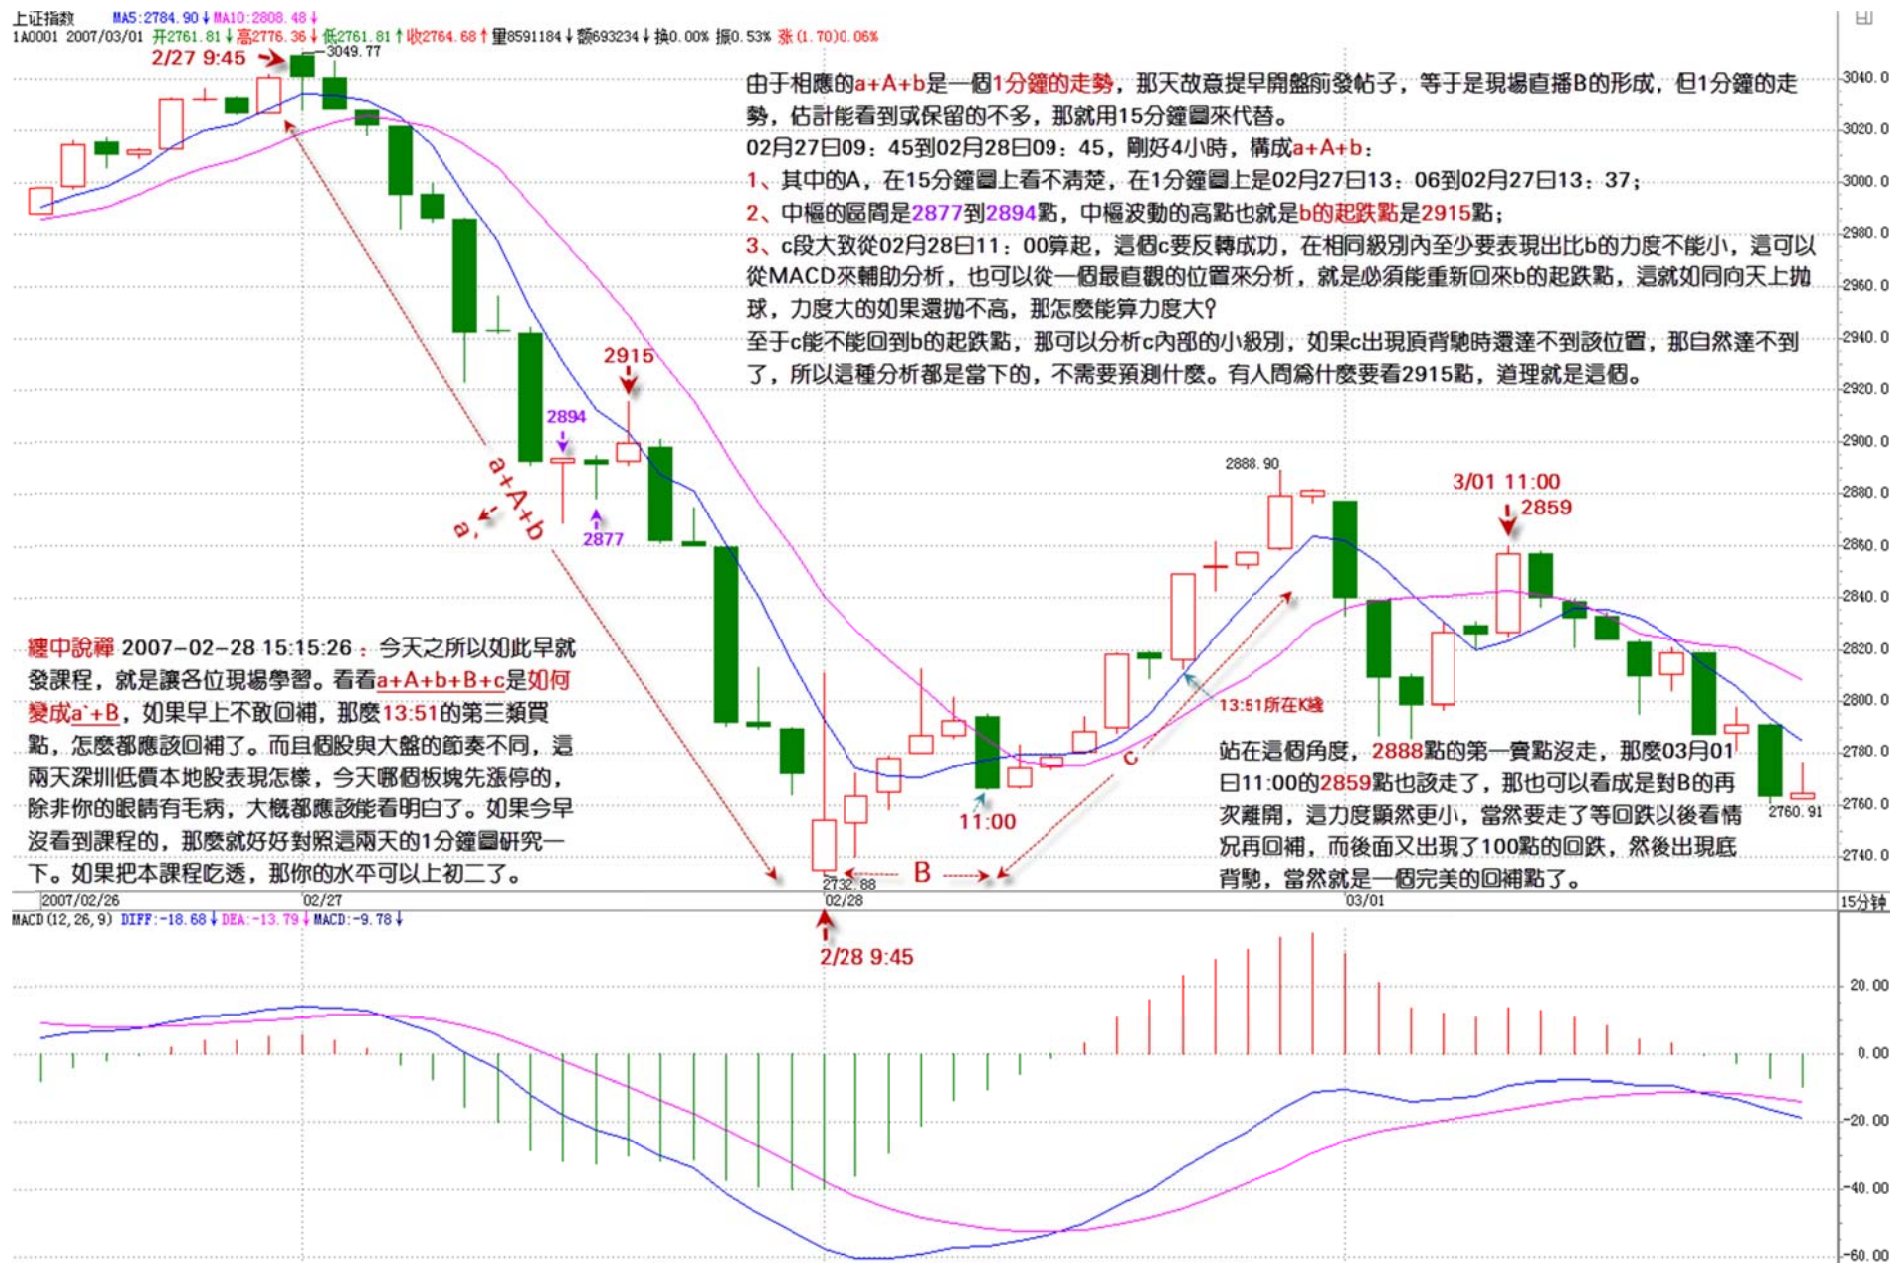 上证指数 MA5:2784.90↓MA10:2808.48↓
1A0001 2007/03/01 开2761.81↓高2776.36↓低2761.81↑收2764.68↑量8591184↓额693234↓换0.00% 振0.53% 涨(1.70)0.06%
2/27 9:45
3049.77
由于相應的a+A+b是一個1分鐘的走勢，那天故意提早開盤前發帖子，等于是現場直播B的形成，但1分鐘的走
勢，估計能看到或保留的不多，那就用15分鐘圖來代替。
02月27日09：45到02月28日09：45，剛好4小時，構成a+A+b：
1、其中的A，在15分鐘圖上看不清楚，在1分鐘圖上是02月27日13：06到02月27日13：37；
2、中樞的區間是2877到2894點，中樞波動的高點也就是b的起跌點是2915點；
3、c段大致從02月28日11：00算起，這個c要反轉成功，在相同級別內至少要表現出比b的力度不能小，這可以
從MACD來輔助分析，也可以從一個最直觀的位置來分析，就是必須能重新回來b的起跌點，這就如同向天上拋
球，力度大的如果還拋不高，那怎麼能算力度大？
至于c能不能回到b的起跌點，那可以分析c內部的小級別，如果c出現頂背馳時還達不到該位置，那自然達不到
了，所以這種分析都是當下的，不需要預測什麼。有人問爲什麼要看2915點，道理就是這個。
3040.0
3020.0
3000.0
2980.0
2960.0
2940.0
2920.0
2900.0
2880.0
2860.0
2840.0
2820.0
2800.0
2780.0
2760.0
2740.0
2915
2894
2877
a+A+b
a`
2888.90
3/01 11:00
2859
纏中說禪 2007-02-28 15:15:26：今天之所以如此早就
發課程，就是讓各位現場學習。看看a+A+b+B+c是如何
變成a`+B，如果早上不敢回補，那麼13:51的第三類買
點，怎麼都應該回補了。而且個股與大盤的節奏不同，這
兩天深圳低價本地股表現怎樣，今天哪個板塊先漲停的，
除非你的眼睛有毛病，大概都應該能看明白了。如果今早
沒看到課程的，那麼就好好對照這兩天的1分鐘圖研究一
下。如果把本課程吃透，那你的水平可以上初二了。
13:51所在K綫
c
11:00
B
2732.88
站在這個角度，2888點的第一賣點沒走，那麼03月01
日11:00的2859點也該走了，那也可以看成是對B的再
次離開，這力度顯然更小，當然要走了等回跌以後看情
况再回補，而後面又出現了100點的回跌，然後出現底
背馳，當然就是一個完美的回補點了。
2760.91
2007/02/26 02/27 02/28 03/01 15分钟
MACD(12,26,9) DIFF:-18.68↓DEA:-13.79↓MACD:-9.78↓
2/28 9:45
20.00
0.00
-20.00
-40.00
-60.00